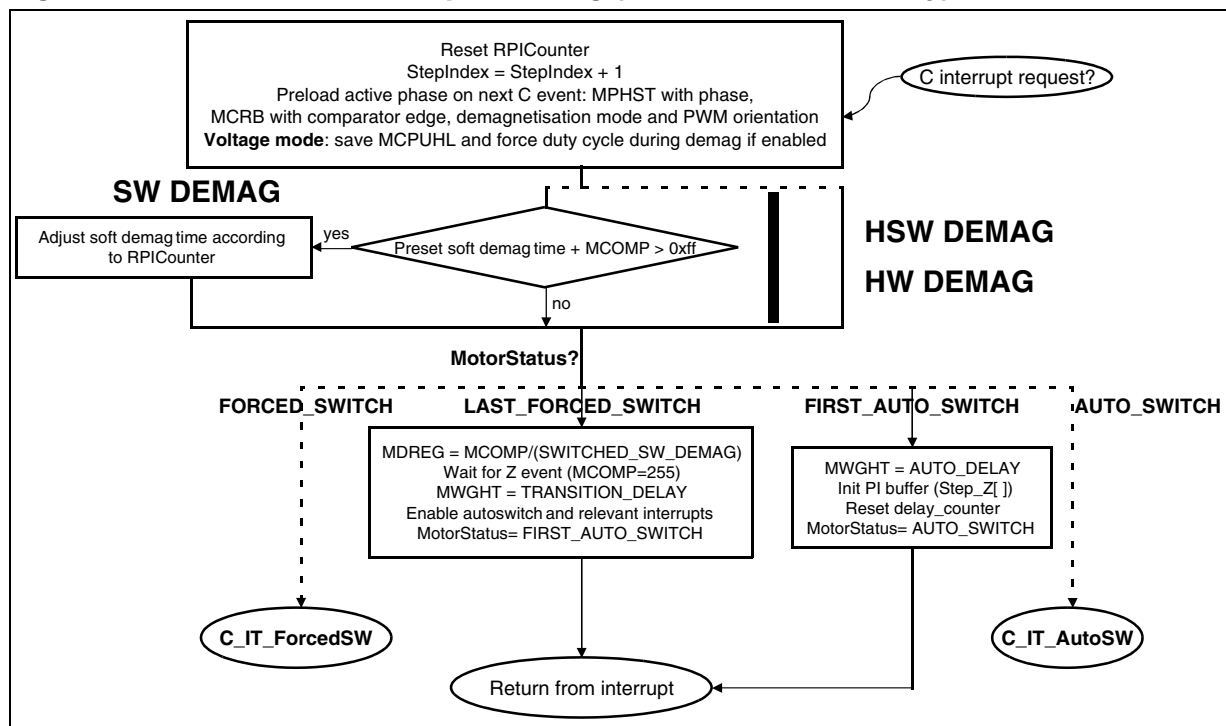 Reset RPICounter
StepIndex = StepIndex + 1
Preload active phase on next C event: MPHST with phase,
MCRB with comparator edge, demagnetisation mode and PWM orientation
Voltage mode: save MCPUHL and force duty cycle during demag if enabled
C interrupt request?
SW DEMAG
Adjust soft demag time according
to RPICounter
yes
Preset soft demag time + MCOMP > 0xff
no
HSW DEMAG
HW DEMAG
MotorStatus?
FORCED_SWITCH
LAST_FORCED_SWITCH
FIRST_AUTO_SWITCH
AUTO_SWITCH
MDREG = MCOMP/(SWITCHED_SW_DEMAG)
Wait for Z event (MCOMP=255)
MWGHT = TRANSITION_DELAY
Enable autoswitch and relevant interrupts
MotorStatus= FIRST_AUTO_SWITCH
MWGHT = AUTO_DELAY
Init PI buffer (Step_Z[ ])
Reset delay_counter
MotorStatus= AUTO_SWITCH
C_IT_ForcedSW
C_IT_AutoSW
Return from interrupt